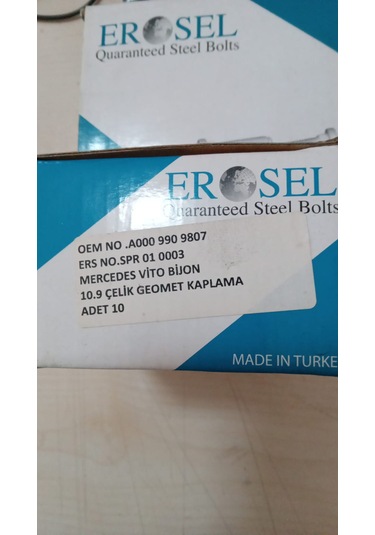 EROSEL
Quaranteed Steel Bolts
EROSEL
Quaranteed Steel Bolts
OEM NO .A000 990 9807
ERS NO.SPR 01 0003
MERCEDES VİTO BİJON
10.9 ÇELİK GEOMET KAPLAMA
ADET 10
MADE IN TURKE